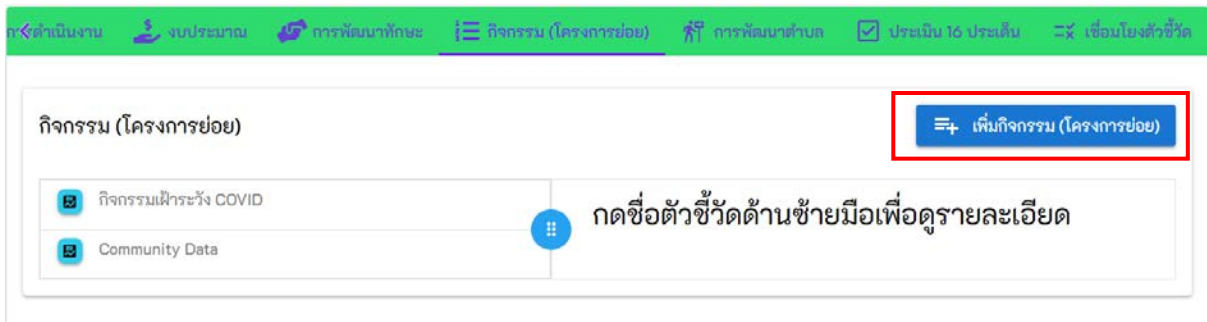 ดำเนินงาน งบประมาณ การพัฒนาทักษะ กิจกรรม (โครงการย่อย) การพัฒนาตำบล ประเมิน 16 ประเด็น เชื่อมโยงตัวชี้วัด
กิจกรรม (โครงการย่อย) เพิ่มกิจกรรม (โครงการย่อย)
กิจกรรมเฝ้าระวัง COVID
กดชื่อตัวชี้วัดด้านซ้ายมือเพื่อดูรายละเอียด
Community Data